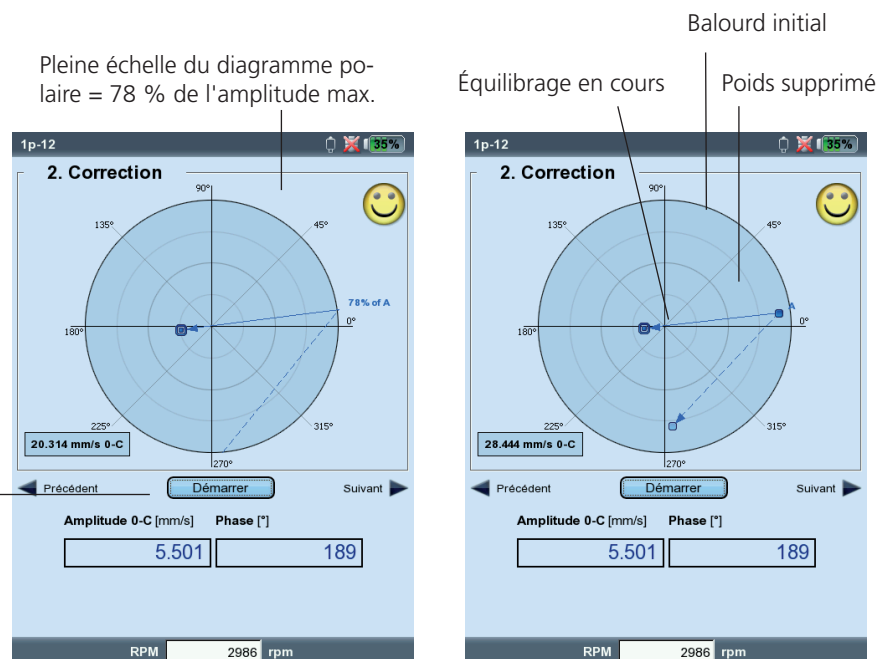 Balourd initial
Pleine échelle du diagramme po-
laire = 78 % de l'amplitude max.
Équilibrage en cours
Poids supprimé
1p-12
35%
2. Correction
90°
135°
45°
78% of A
180°
0°
225°
315°
20.314 mm/s 0-C
270°
Précédent
Démarrer
Suivant
Amplitude 0-C [mm/s] Phase [°]
5.501 189
RPM 2986 rpm
1p-12
35%
2. Correction
90°
135°
45°
A
180°
0°
225°
315°
28.444 mm/s 0-C
270°
Précédent
Démarrer
Suivant
Amplitude 0-C [mm/s] Phase [°]
5.501 189
RPM 2986 rpm